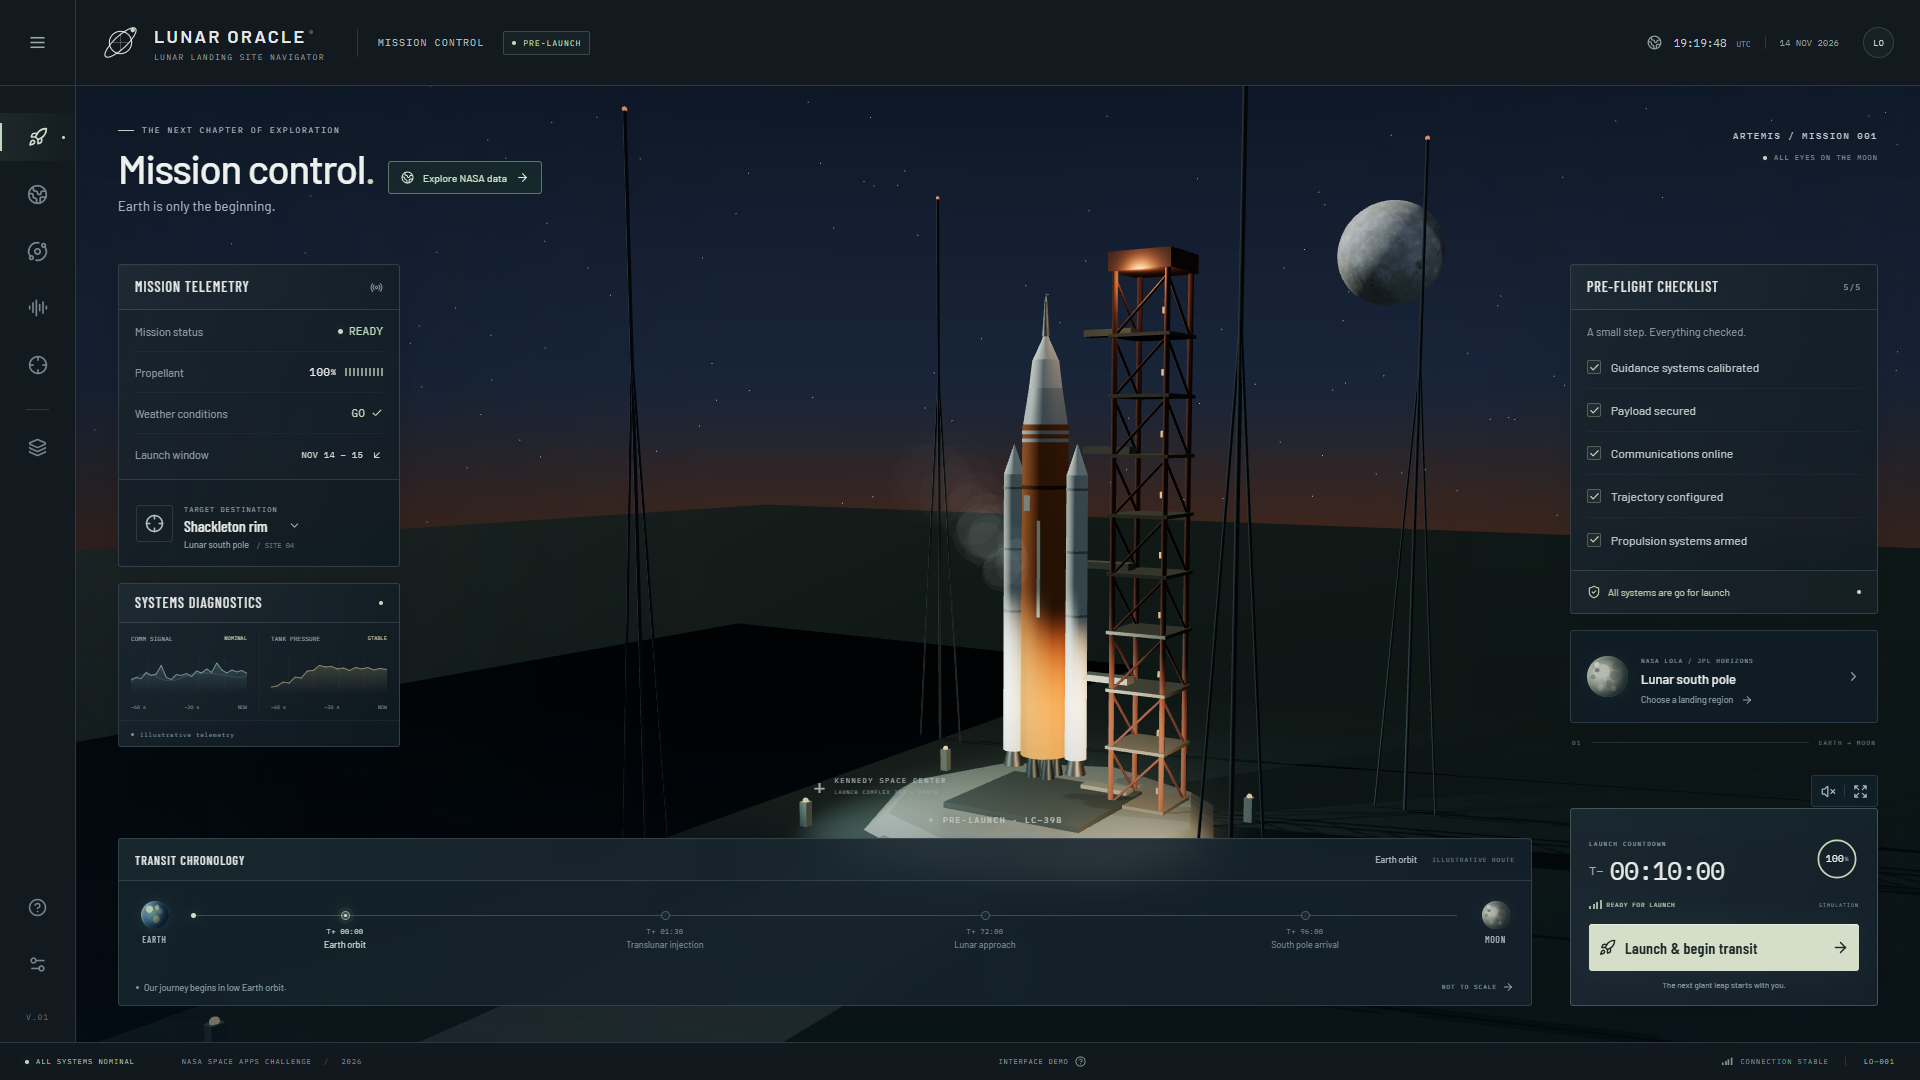 LUNAR ORACLE
LUNAR LANDING SITE NAVIGATOR
MISSION CONTROL
PRE-LAUNCH
19:19:48 UTC
14 NOV 2026
LO
THE NEXT CHAPTER OF EXPLORATION
Mission control.
Explore NASA data
Earth is only the beginning.
ARTEMIS / MISSION 001
ALL EYES ON THE MOON
MISSION TELEMETRY
Mission status
READY
Propellant
100%
Weather conditions
GO
Launch window
NOV 14 – 15
TARGET DESTINATION
Shackleton rim
Lunar south pole / SITE 04
SYSTEMS DIAGNOSTICS
COMM SIGNAL NOMINAL
TANK PRESSURE STABLE
-60 s -30 s NOW
-60 s -30 s NOW
Illustrative telemetry
PRE-FLIGHT CHECKLIST
5/5
A small step. Everything checked.
Guidance systems calibrated
Payload secured
Communications online
Trajectory configured
Propulsion systems armed
All systems are go for launch
NASA LOLA / JPL HORIZONS
Lunar south pole
Choose a landing region
01
EARTH → MOON
KENNEDY SPACE CENTER
LAUNCH COMPLEX
PRE-LAUNCH · LC-39B
TRANSIT CHRONOLOGY
Earth orbit
ILLUSTRATIVE ROUTE
EARTH
T+ 00:00
Earth orbit
T+ 01:30
Translunar injection
T+ 72:00
Lunar approach
T+ 96:00
South pole arrival
MOON
Our journey begins in low Earth orbit.
NOT TO SCALE
LAUNCH COUNTDOWN
T− 00:10:00
100%
READY FOR LAUNCH
SIMULATION
Launch & begin transit
The next giant leap starts with you.
V.01
ALL SYSTEMS NOMINAL
NASA SPACE APPS CHALLENGE / 2026
INTERFACE DEMO
CONNECTION STABLE
LO-001